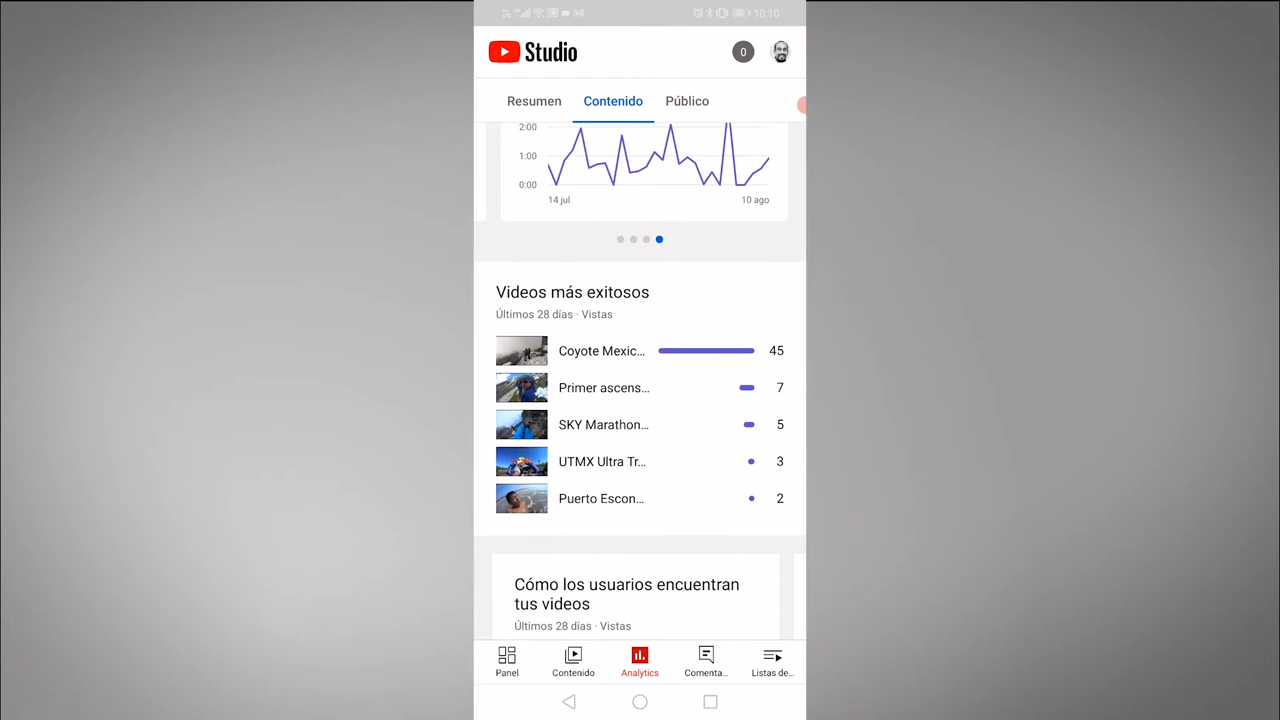 10:10
Studio
0
Resumen Contenido Público
2:00
1:00
0:00
14 jul 10 ago
Videos más exitosos
Últimos 28 días · Vistas
Coyote Mexic... 45
Primer ascens... 7
SKY Marathon... 5
UTMX Ultra Tr... 3
Puerto Escon... 2
Cómo los usuarios encuentran
tus videos
Últimos 28 días · Vistas
Panel Contenido Analytics Comenta... Listas de...